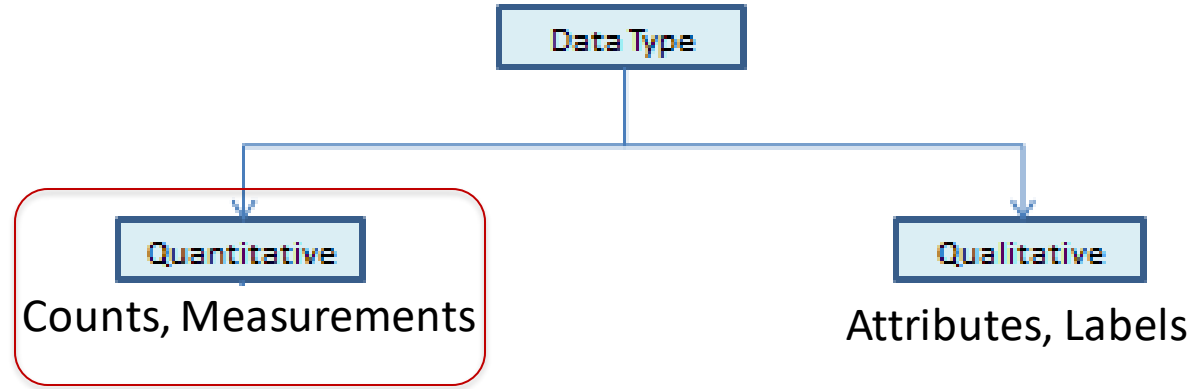 Data Type
Quantitative
Qualitative
Counts, Measurements
Attributes, Labels